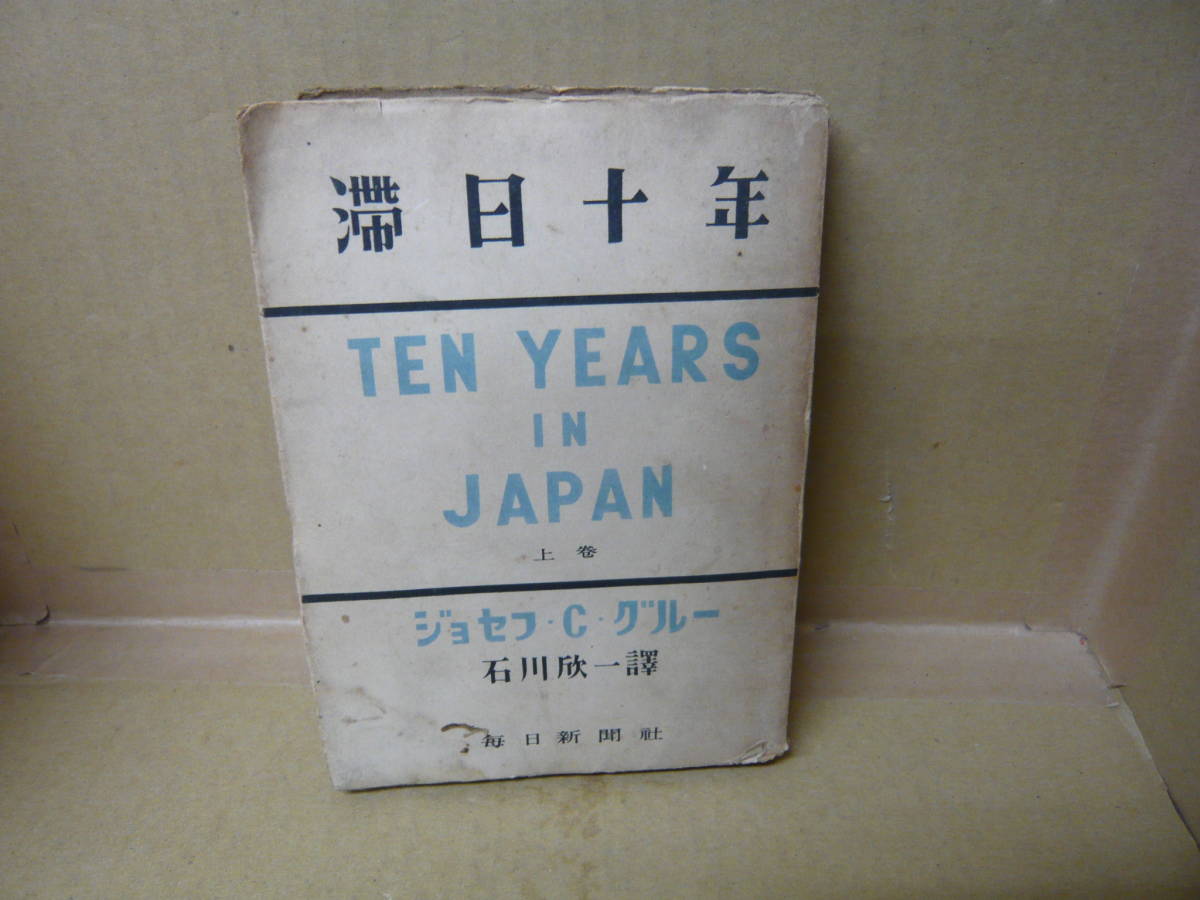 滯日十年
TEN YEARS
IN
JAPAN
上巻
ジョセフ・C・グルー
石川欣一譯
毎日新聞社